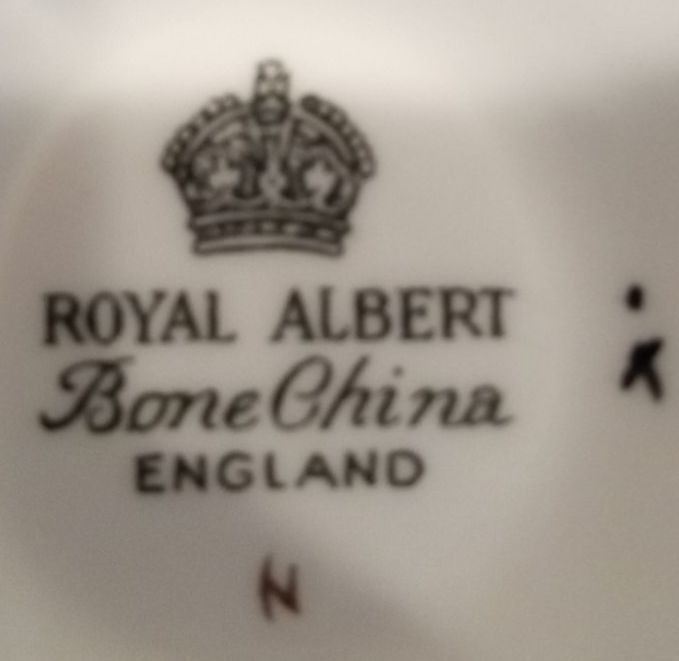 ROYAL ALBERT
Bone China
ENGLAND
N